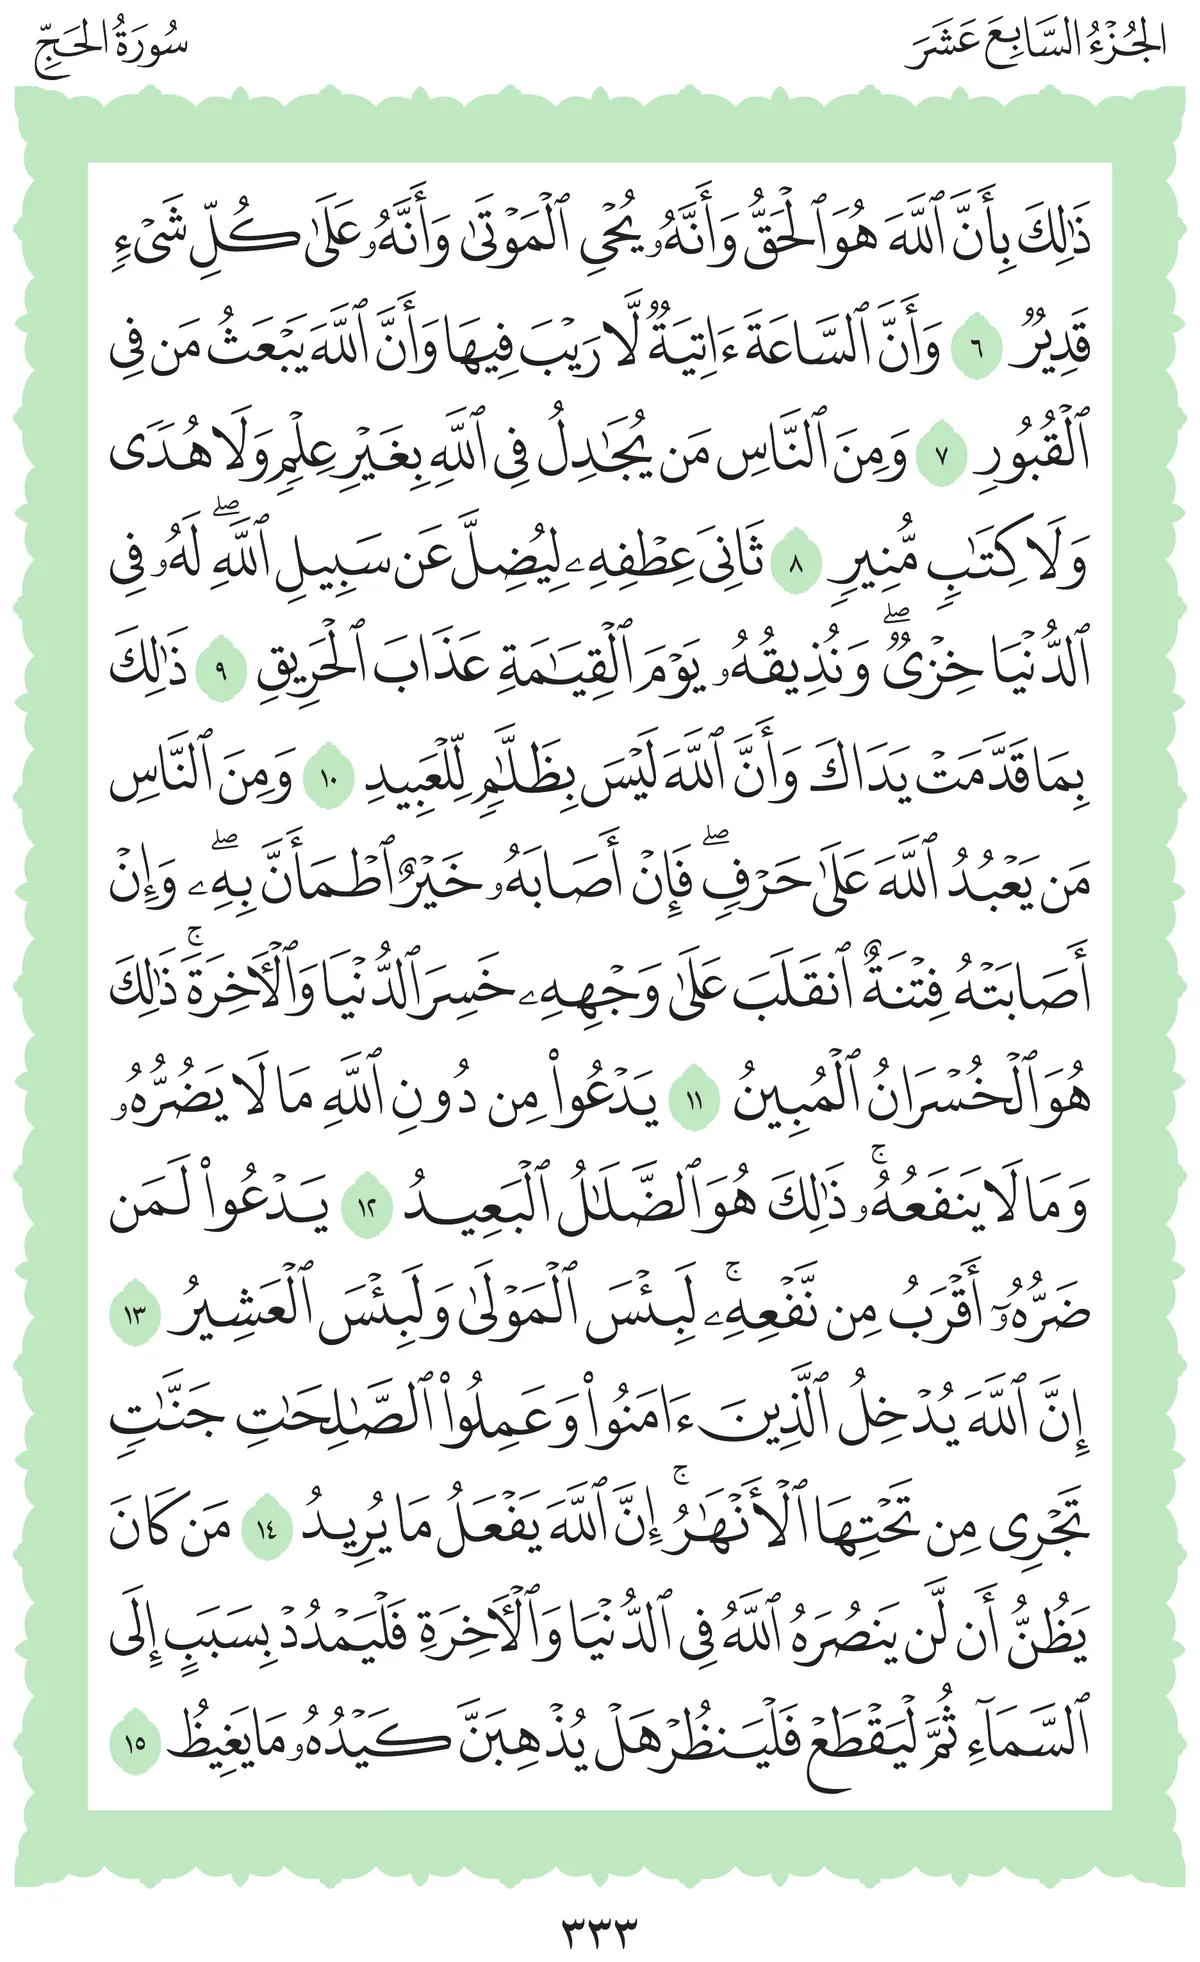 الجُزْءُ السَّابِعَ عَشَرَ
سُورَةُ الحَجِّ
ذَٰلِكَ بِأَنَّ ٱللَّهَ هُوَ ٱلْحَقُّ وَأَنَّهُۥ يُحْىِ ٱلْمَوْتَىٰ وَأَنَّهُۥ عَلَىٰ كُلِّ شَىْءٍ
قَدِيرٌ ٦ وَأَنَّ ٱلسَّاعَةَ ءَاتِيَةٌ لَّا رَيْبَ فِيهَا وَأَنَّ ٱللَّهَ يَبْعَثُ مَن فِى
ٱلْقُبُورِ ٧ وَمِنَ ٱلنَّاسِ مَن يُجَـٰدِلُ فِى ٱللَّهِ بِغَيْرِ عِلْمٍ وَلَا هُدًى
وَلَا كِتَـٰبٍ مُّنِيرٍ ٨ ثَانِىَ عِطْفِهِۦ لِيُضِلَّ عَن سَبِيلِ ٱللَّهِ ۖ لَهُۥ فِى
ٱلدُّنْيَا خِزْىٌ ۖ وَنُذِيقُهُۥ يَوْمَ ٱلْقِيَـٰمَةِ عَذَابَ ٱلْحَرِيقِ ٩ ذَٰلِكَ
بِمَا قَدَّمَتْ يَدَاكَ وَأَنَّ ٱللَّهَ لَيْسَ بِظَلَّـٰمٍ لِّلْعَبِيدِ ١٠ وَمِنَ ٱلنَّاسِ
مَن يَعْبُدُ ٱللَّهَ عَلَىٰ حَرْفٍ ۖ فَإِنْ أَصَابَهُۥ خَيْرٌ ٱطْمَأَنَّ بِهِۦ ۖ وَإِنْ
أَصَابَتْهُ فِتْنَةٌ ٱنقَلَبَ عَلَىٰ وَجْهِهِۦ خَسِرَ ٱلدُّنْيَا وَٱلْـَٔاخِرَةَ ۚ ذَٰلِكَ
هُوَ ٱلْخُسْرَانُ ٱلْمُبِينُ ١١ يَدْعُوا۟ مِن دُونِ ٱللَّهِ مَا لَا يَضُرُّهُۥ
وَمَا لَا يَنفَعُهُۥ ۚ ذَٰلِكَ هُوَ ٱلضَّلَـٰلُ ٱلْبَعِيدُ ١٢ يَدْعُوا۟ لَمَن
ضَرُّهُۥٓ أَقْرَبُ مِن نَّفْعِهِۦ ۚ لَبِئْسَ ٱلْمَوْلَىٰ وَلَبِئْسَ ٱلْعَشِيرُ ١٣
إِنَّ ٱللَّهَ يُدْخِلُ ٱلَّذِينَ ءَامَنُوا۟ وَعَمِلُوا۟ ٱلصَّـٰلِحَـٰتِ جَنَّـٰتٍ
تَجْرِى مِن تَحْتِهَا ٱلْأَنْهَـٰرُ ۚ إِنَّ ٱللَّهَ يَفْعَلُ مَا يُرِيدُ ١٤ مَن كَانَ
يَظُنُّ أَن لَّن يَنصُرَهُ ٱللَّهُ فِى ٱلدُّنْيَا وَٱلْـَٔاخِرَةِ فَلْيَمْدُدْ بِسَبَبٍ إِلَى
ٱلسَّمَآءِ ثُمَّ لْيَقْطَعْ فَلْيَنظُرْ هَلْ يُذْهِبَنَّ كَيْدُهُۥ مَا يَغِيظُ ١٥
٣٣٣